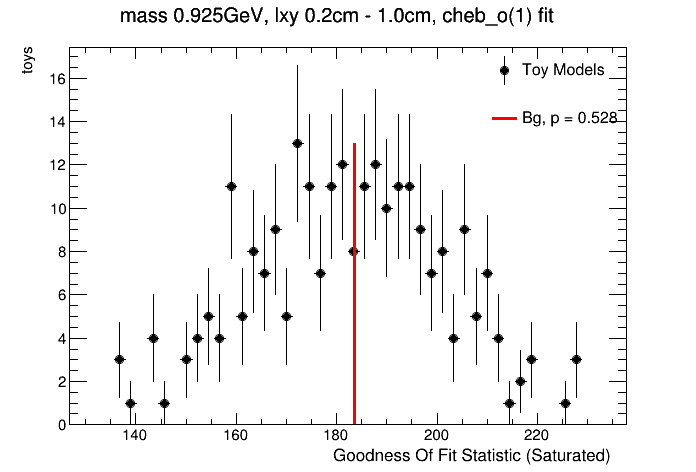 mass 0.925GeV, lxy 0.2cm - 1.0cm, cheb_o(1) fit
toys
Toy Models
Bg, p = 0.528
16
14
12
10
8
6
4
2
0
140 160 180 200 220
Goodness Of Fit Statistic (Saturated)